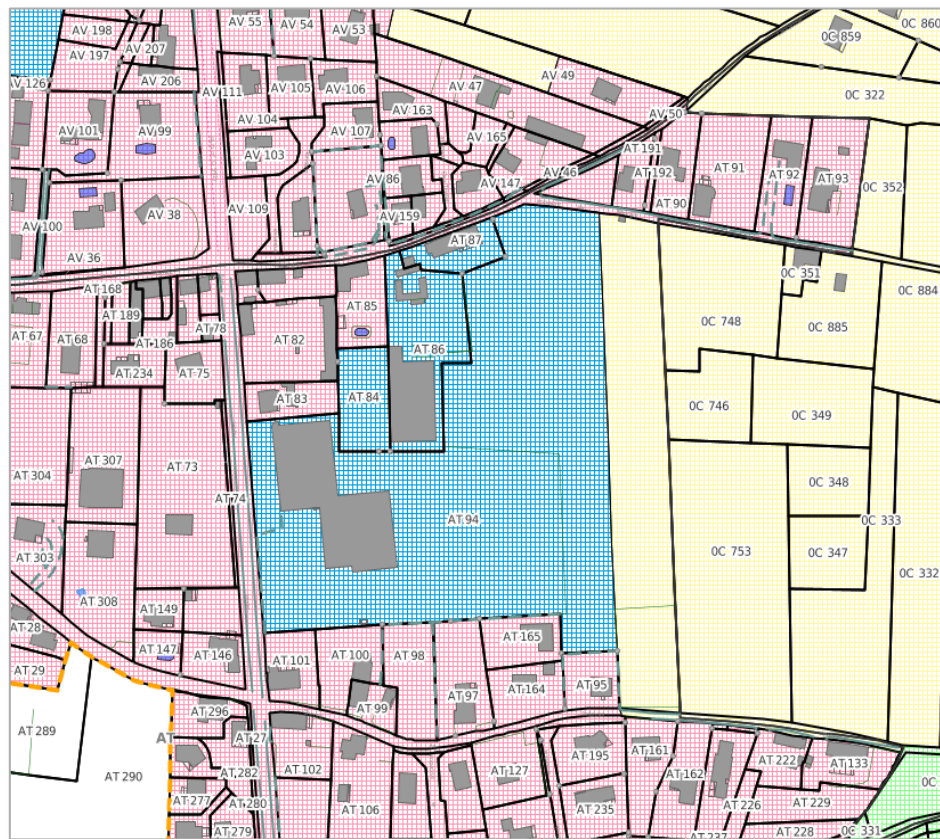 AV 55
AV 54
AV 53
0C 860
AV 198
0C 859
AV 207
AV 197
AV 49
AV 126
AV 206
AV 47
AV 111
AV 105
AV 106
0C 322
AV 163
AV 50
AV 104
AV 101
AV 99
AV 107
AV 165
AT 191
AV 103
AT 91
AV 46
AT 192
AT 92
AT 93
AV 86
AV 147
0C 352
AT 90
AV 109
AV 38
AV 159
AV 100
AT 87
AV 36
0C 351
AT 168
0C 884
AT 85
AT 189
0C 748
AT 78
0C 885
AT 67
AT 68
AT 82
AT 186
AT 86
AT 234
AT 75
AT 83
AT 84
0C 746
0C 349
AT 307
AT 73
AT 304
0C 348
AT 74
AT 94
0C 333
0C 753
0C 347
AT 303
0C 332
AT 308
AT 149
AT 28
AT 165
AT 147
AT 146
AT 101
AT 100
AT 98
AT 29
AT 95
AT 164
AT 97
AT 99
AT 296
AT 289
AT
AT 27
AT 161
AT 195
AT 222
AT 133
AT 102
AT 127
AT 282
AT 162
AT 290
0C
AT 277
AT 280
AT 226
AT 229
AT 106
AT 235
AT 279
AT 237
AT 228
0C 331